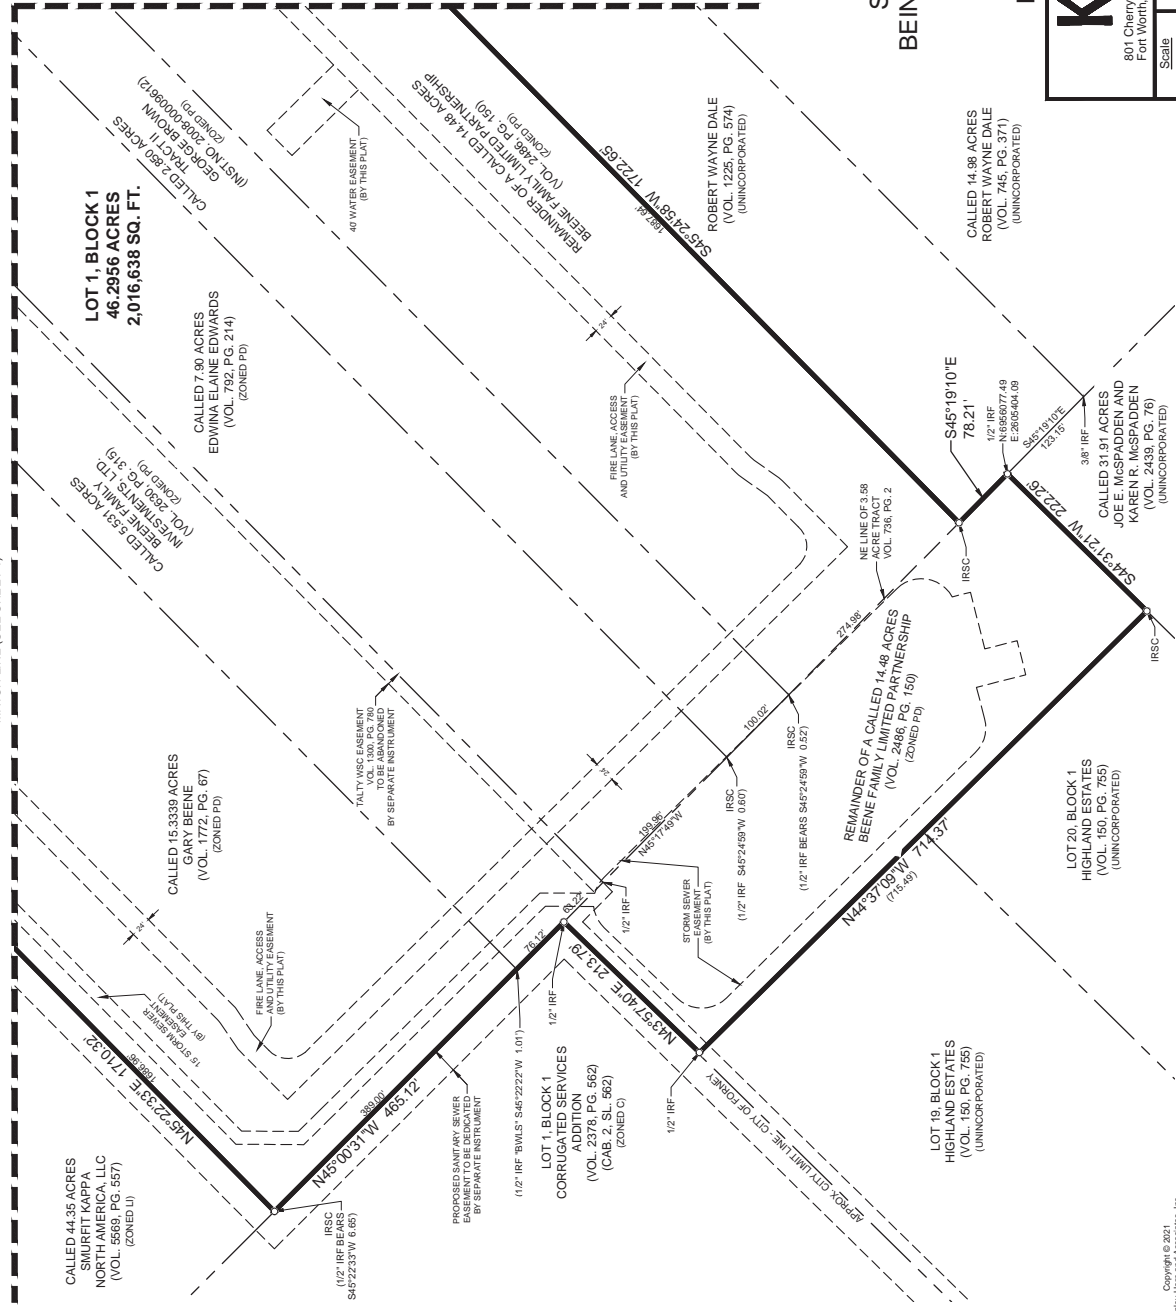 LOT 1, BLOCK 1
46.2956 ACRES
2,016,638 SQ. FT.
CALLED 2.850 ACRES
TRACT II
GEORGE BROWN
(INST.NO. 2008-00009612)
(ZONED PD)
40' WATER EASEMENT
(BY THIS PLAT)
REMAINDER OF A CALLED 14.48 ACRES
BEENE FAMILY LIMITED PARTNERSHIP
(VOL. 2486, PG. 150)
(ZONED PD)
S45°24'58"W 1722.65'
1687.64'
ROBERT WAYNE DALE
(VOL. 1225, PG. 574)
(UNINCORPORATED)
CALLED 14.98 ACRES
ROBERT WAYNE DALE
(VOL. 745, PG. 371)
(UNINCORPORATED)
BEIN
K
801 Cherry
Fort Worth,
Scale
CALLED 7.90 ACRES
EDWINA ELAINE EDWARDS
(VOL. 792, PG. 214)
(ZONED PD)
CALLED 5.531 ACRES
BEENE FAMILY
INVESTMENTS, LTD
(VOL. 2630, PG. 315)
(ZONED PD)
24'
FIRE LANE, ACCESS
AND UTILITY EASEMENT
(BY THIS PLAT)
S45°19'10"E
78.21'
1/2" IRF
N:6956077.49
E:2605404.09
S45°19'10"E
123.15'
3/8" IRF
CALLED 31.91 ACRES
JOE E. McSPADDEN AND
KAREN R. McSPADDEN
(VOL. 2439, PG. 76)
(UNINCORPORATED)
S44°31'21"W 222.26'
IRSC
IRSC
NE LINE OF 3.58
ACRE TRACT
VOL. 736, PG. 2
274.98'
CALLED 15.3339 ACRES
GARY BEENE
(VOL. 1772, PG. 67)
(ZONED PD)
TALTY WSC EASEMENT
VOL. 1300, PG. 780
TO BE ABANDONED
BY SEPARATE INSTRUMENT
24'
100.02'
IRSC
(1/2" IRF BEARS S45°24'59"W 0.52')
IRSC
(1/2" IRF S45°24'59"W 0.60')
199.96'
N45°17'49"W
REMAINDER OF A CALLED 14.48 ACRES
BEENE FAMILY LIMITED PARTNERSHIP
(VOL. 2486, PG. 150)
(ZONED PD)
N44°37'09"W 714.37'
(715.49')
LOT 20, BLOCK 1
HIGHLAND ESTATES
(VOL. 150, PG. 755)
(UNINCORPORATED)
24'
FIRE LANE, ACCESS
AND UTILITY EASEMENT
(BY THIS PLAT)
15' STORM SEWER
EASEMENT
(BY THIS PLAT)
63.22'
1/2" IRF
STORM SEWER
EASEMENT
(BY THIS PLAT)
76.12'
1/2" IRF
N43°57'40"E 213.79'
(1/2" IRF "BWLS" S45°22'22"W 1.01')
N45°22'33"E 1710.32'
1686.96'
389.00'
N45°00'31"W 465.12'
PROPOSED SANITARY SEWER
EASEMENT TO BE DEDICATED
BY SEPARATE INSTRUMENT
LOT 1, BLOCK 1
CORRUGATED SERVICES
ADDITION
(VOL. 2378, PG. 562)
(CAB. 2, SL. 562)
(ZONED C)
1/2" IRF
APPROX. CITY LIMIT LINE - CITY OF FORNEY
LOT 19, BLOCK 1
HIGHLAND ESTATES
(VOL. 150, PG. 755)
(UNINCORPORATED)
CALLED 44.35 ACRES
SMURFIT KAPPA
NORTH AMERICA, LLC
(VOL. 5569, PG. 557)
(ZONED LI)
IRSC
(1/2" IRF BEARS
S45°22'33"W 6.65')
Copyright © 2021